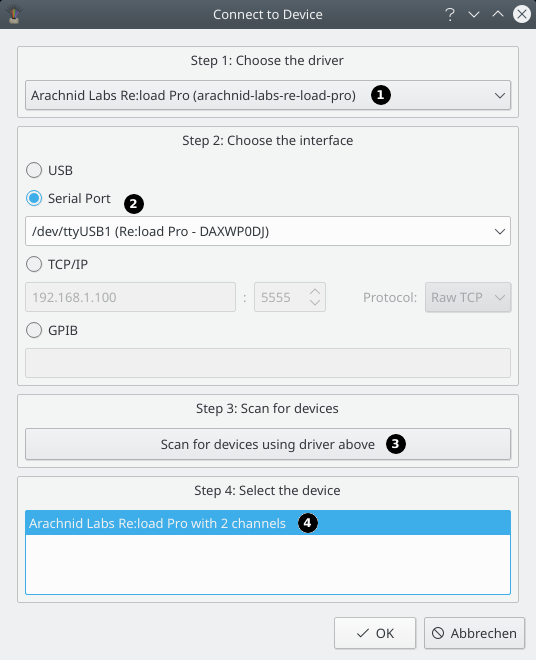 Connect to Device
Step 1: Choose the driver
Arachnid Labs Re:load Pro (arachnid-labs-re-load-pro) 1
Step 2: Choose the interface
USB
Serial Port 2
/dev/ttyUSB1 (Re:load Pro - DAXWP0DJ)
TCP/IP
192.168.1.100 : 5555 Protocol: Raw TCP
GPIB
Step 3: Scan for devices
Scan for devices using driver above 3
Step 4: Select the device
Arachnid Labs Re:load Pro with 2 channels 4
OK Abbrechen